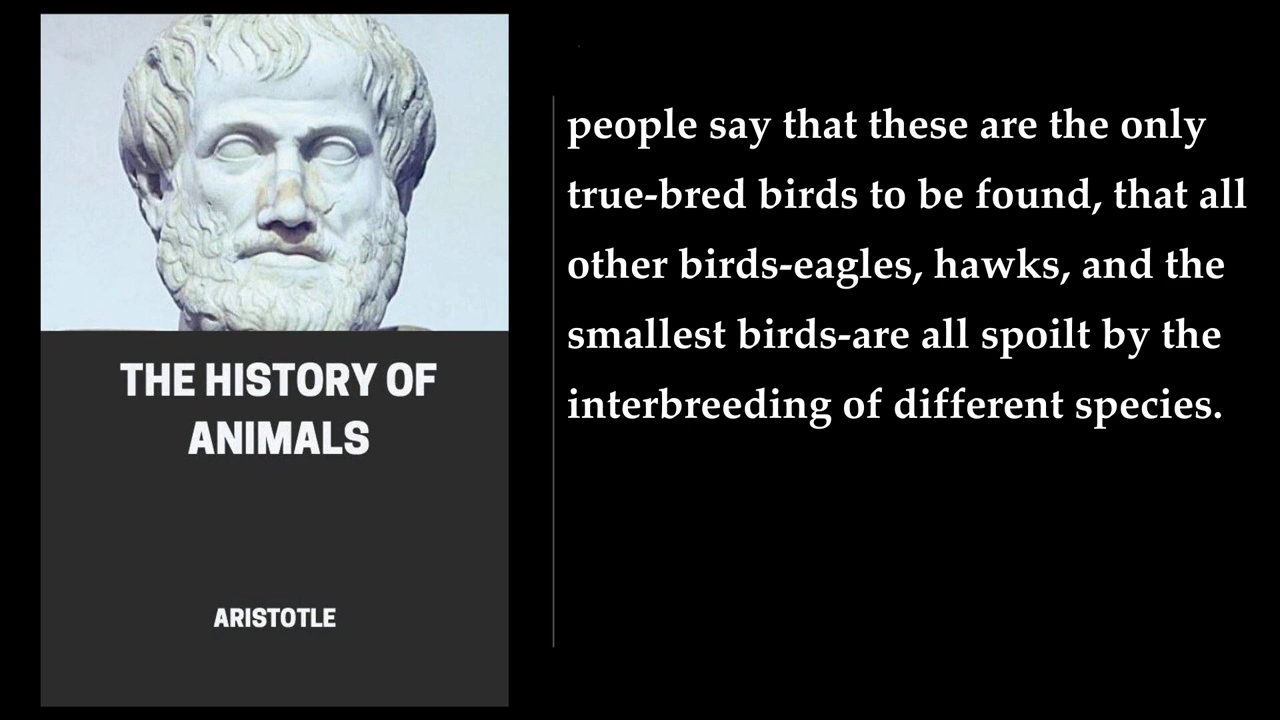 THE HISTORY OF
ANIMALS
ARISTOTLE
people say that these are the only
true-bred birds to be found, that all
other birds-eagles, hawks, and the
smallest birds-are all spoilt by the
interbreeding of different species.